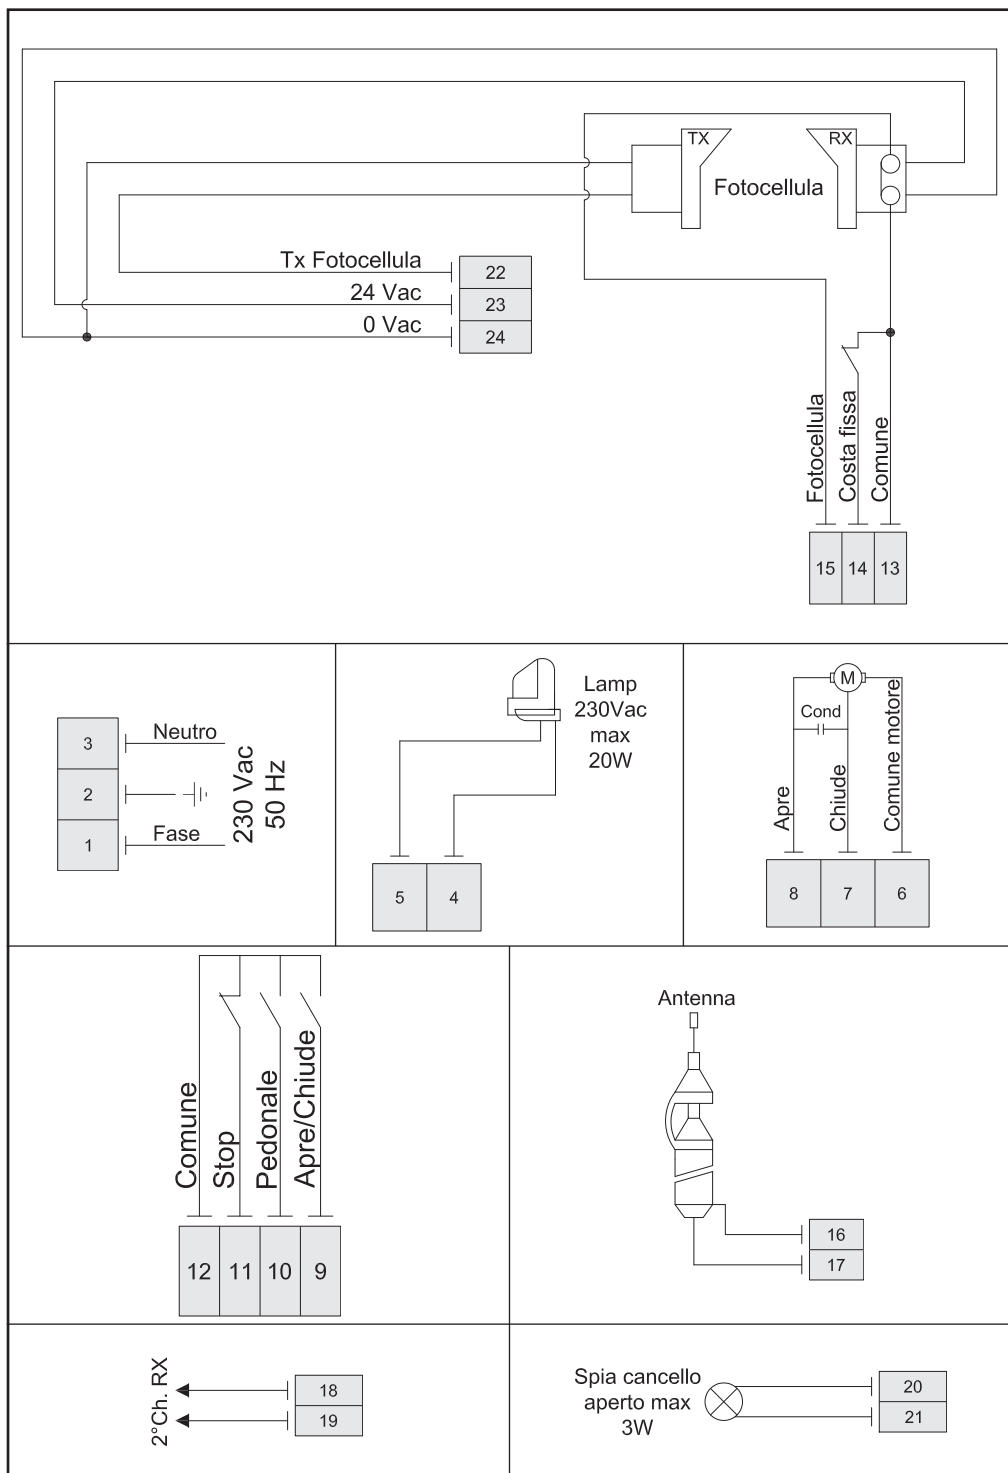 TX
RX
Fotocellula
Tx Fotocellula
22
24 Vac
23
0 Vac
24
Fotocellula
Costa fissa
Comune
15
14
13
3
Neutro
2
1
Fase
230 Vac
50 Hz
Lamp
230Vac
max
20W
5
4
M
Cond
Apre
Chiude
Comune motore
8
7
6
Comune
Stop
Pedonale
Apre/Chiude
12
11
10
9
Antenna
16
17
2°Ch. RX
18
19
Spia cancello
aperto max
3W
20
21